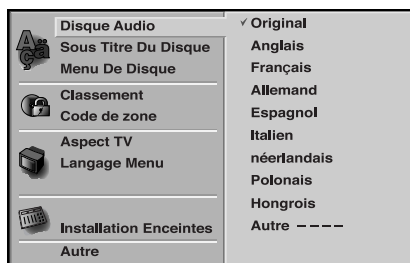 Disque Audio
Sous Titre Du Disque
Menu De Disque
Classement
Code de zone
Aspect TV
Langage Menu
Installation Enceintes
Autre
✓ Original
Anglais
Français
Allemand
Espagnol
Italien
néerlandais
Polonais
Hongrois
Autre – – – –